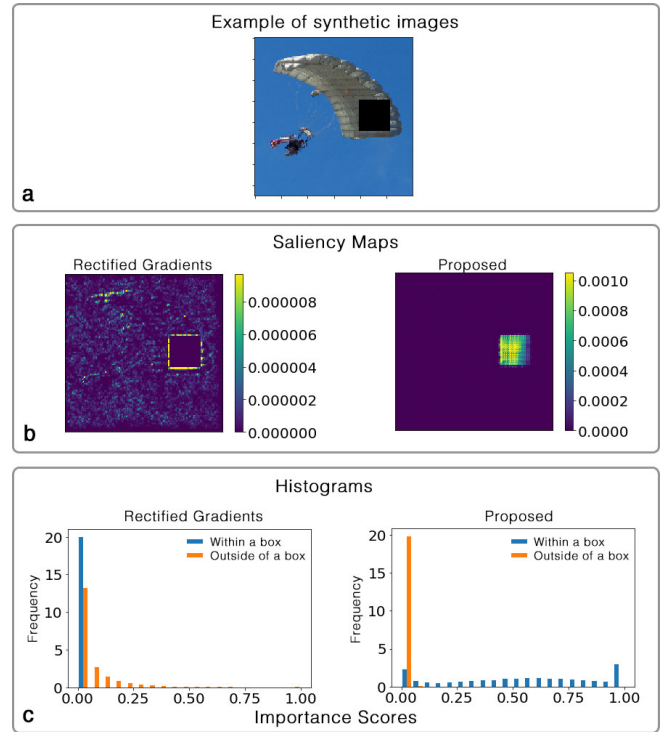 Example of synthetic images
a
Saliency Maps
Rectified Gradients
Proposed
0.000008
0.000006
0.000004
0.000002
0.000000
0.0010
0.0008
0.0006
0.0004
0.0002
0.0000
b
Histograms
Rectified Gradients
Proposed
Within a box
Outside of a box
Frequency
20
15
10
5
0
0.00 0.25 0.50 0.75 1.00
Within a box
Outside of a box
Frequency
20
15
10
5
0
0.00 0.25 0.50 0.75 1.00
c
Importance Scores